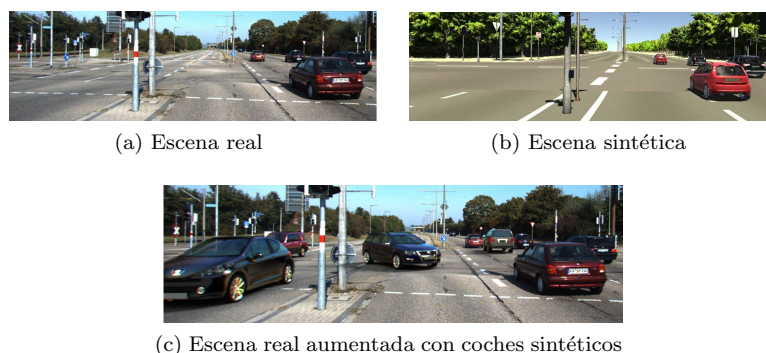 (a) Escena real
(b) Escena sintética
(c) Escena real aumentada con coches sintéticos